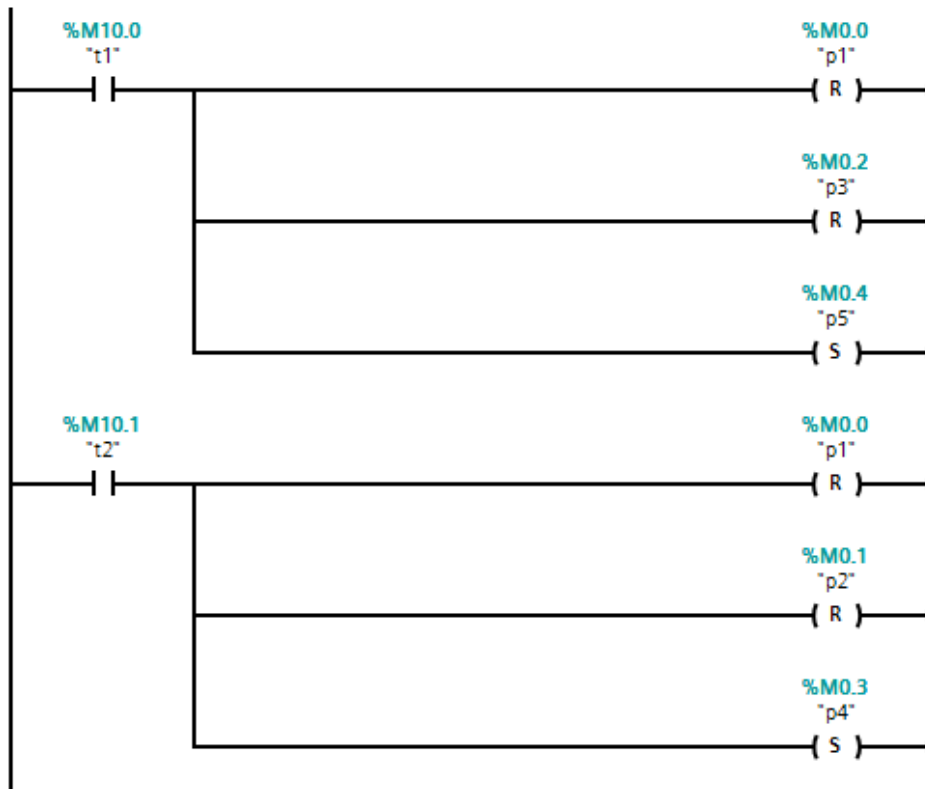 %M10.0 %M0.0
"t1" "p1"
R
%M0.2
"p3"
R
%M0.4
"p5"
S
%M10.1 %M0.0
"t2" "p1"
R
%M0.1
"p2"
R
%M0.3
"p4"
S